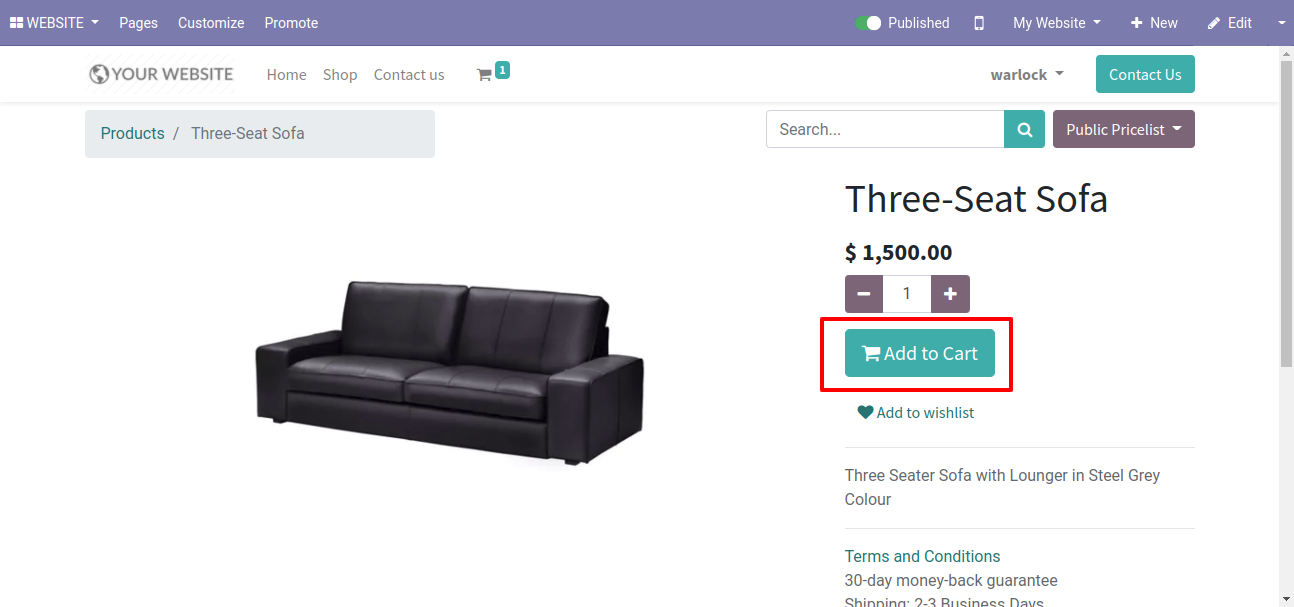 WEBSITE Pages Customize Promote Published My Website New Edit
YOUR WEBSITE Home Shop Contact us 1 warlock Contact Us
Products / Three-Seat Sofa Search... Public Pricelist
Three-Seat Sofa
$ 1,500.00
1
Add to Cart
Add to wishlist
Three Seater Sofa with Lounger in Steel Grey
Colour
Terms and Conditions
30-day money-back guarantee
Shipping: 2-3 Business Days